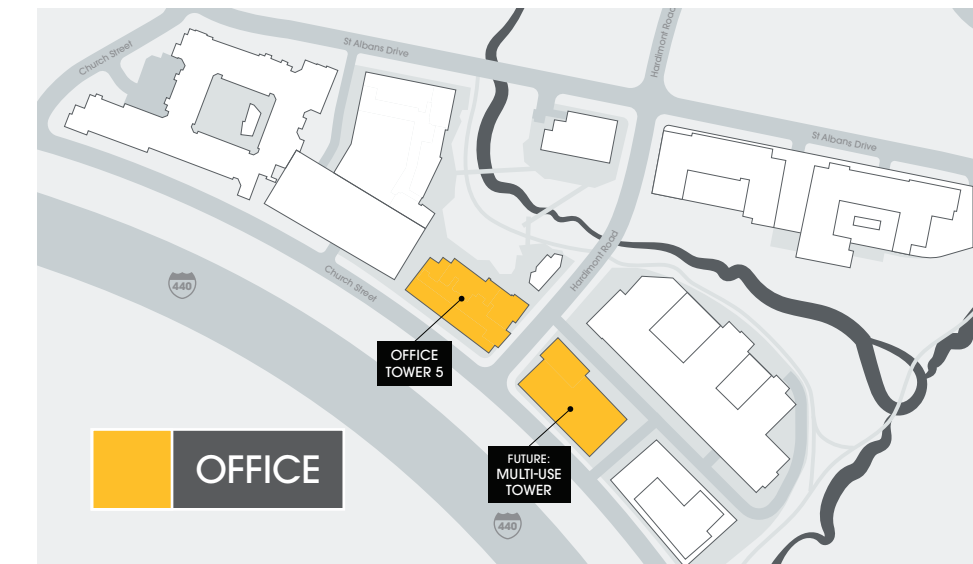 Church Street
St Albans Drive
Hardimont Road
St Albans Drive
Hardimont Road
440
Church Street
OFFICE
TOWER 5
OFFICE
FUTURE:
MULTI-USE
TOWER
440